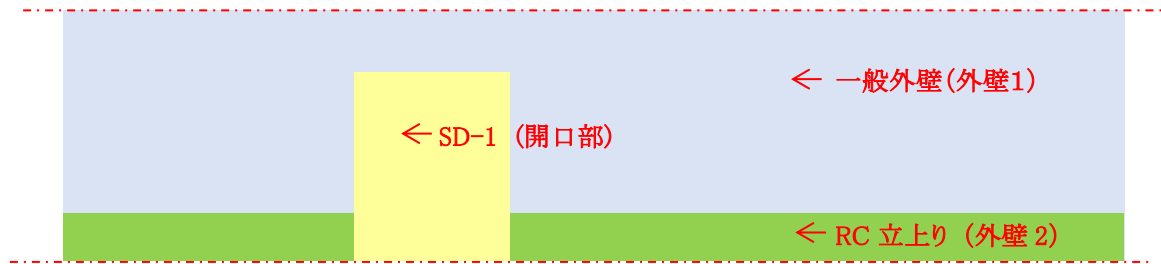 ← 一般外壁(外壁1)
← SD-1 (開口部)
← RC 立上り (外壁 2)